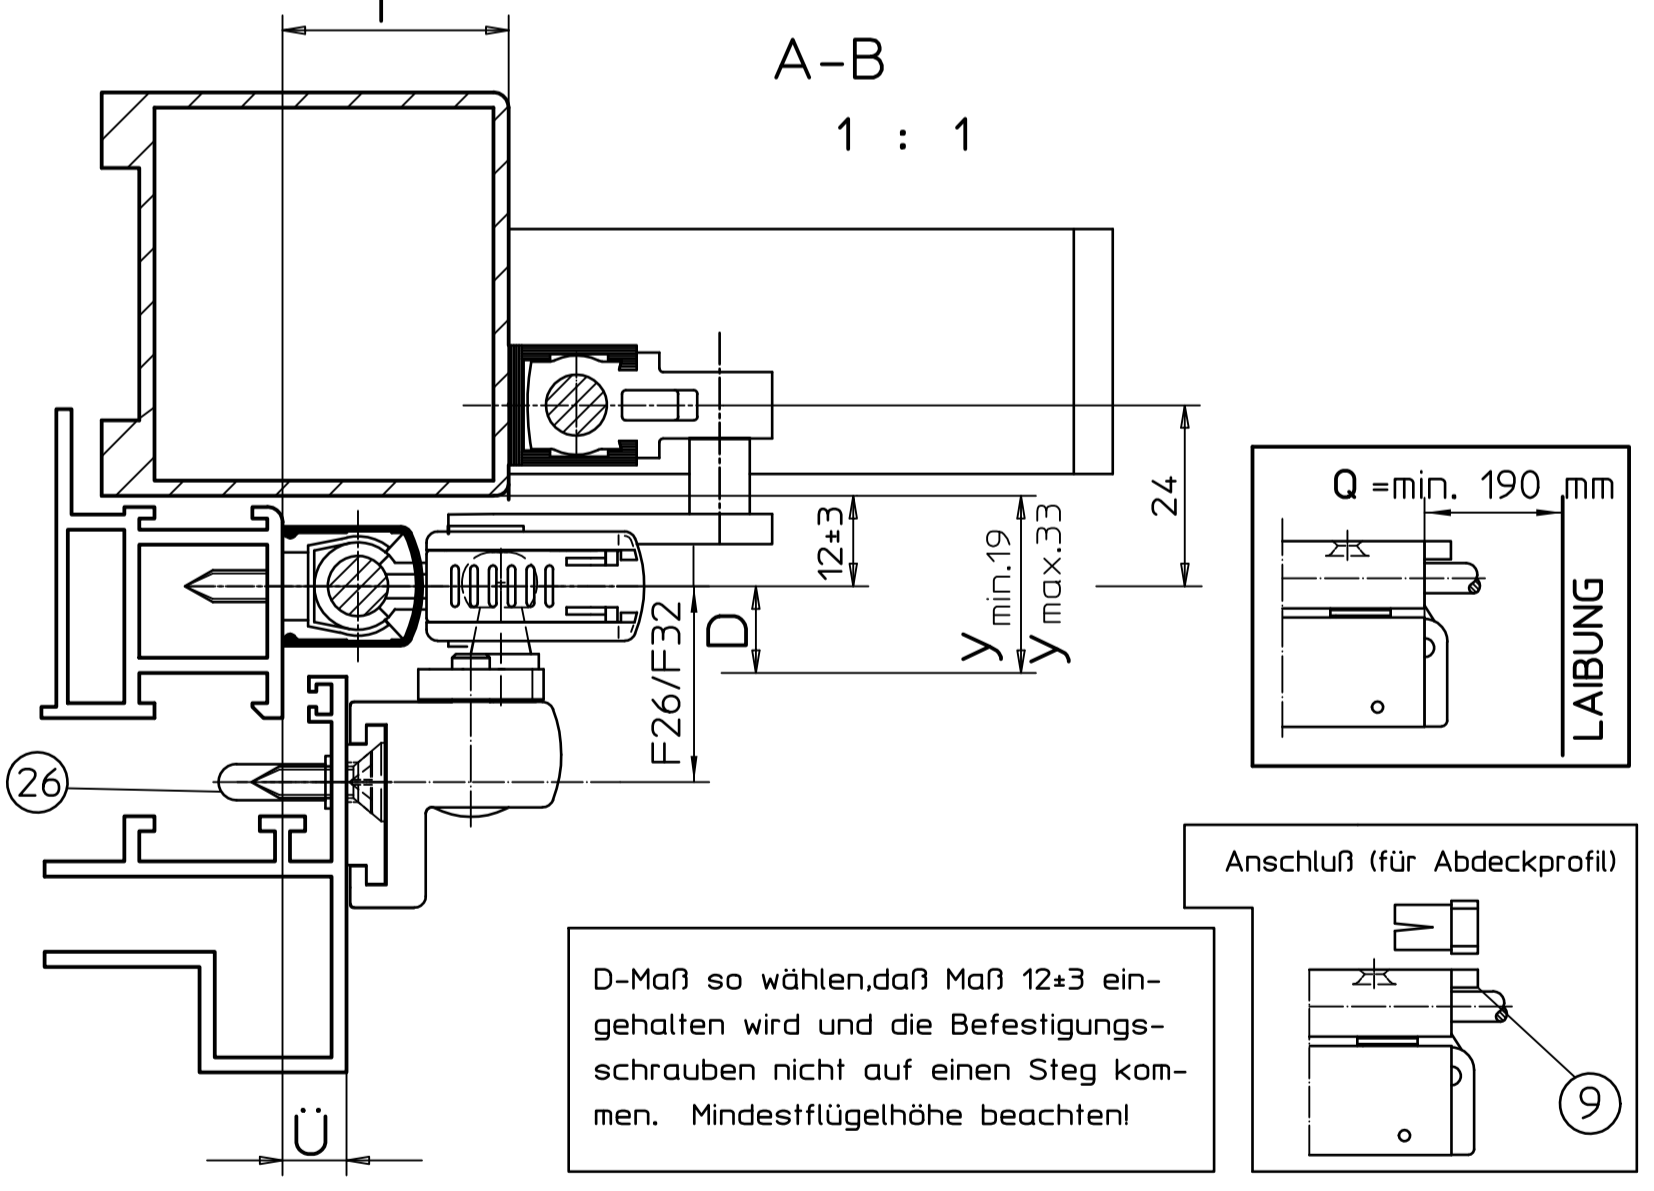 A-B
1 : 1
24
12±3
y min.19
y max.33
D
F26/F32
26
Ü
Q =min. 190 mm
LAIBUNG
Anschluß (für Abdeckprofil)
9
D-Maß so wählen,daß Maß 12±3 ein-
gehalten wird und die Befestigungs-
schrauben nicht auf einen Steg kom-
men. Mindestflügelhöhe beachten!